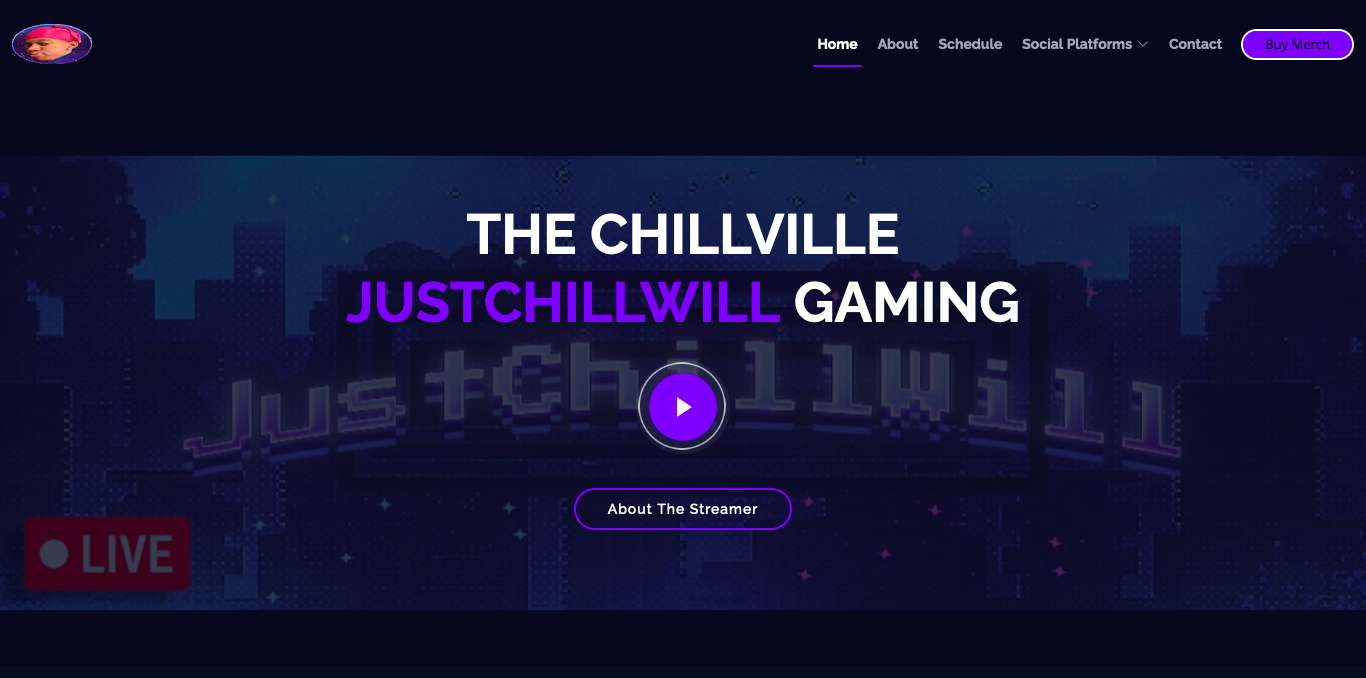 Home About Schedule Social Platforms Contact Buy Merch
THE CHILLVILLE
JUSTCHILLWILL GAMING
JustChillWill
About The Streamer
LIVE